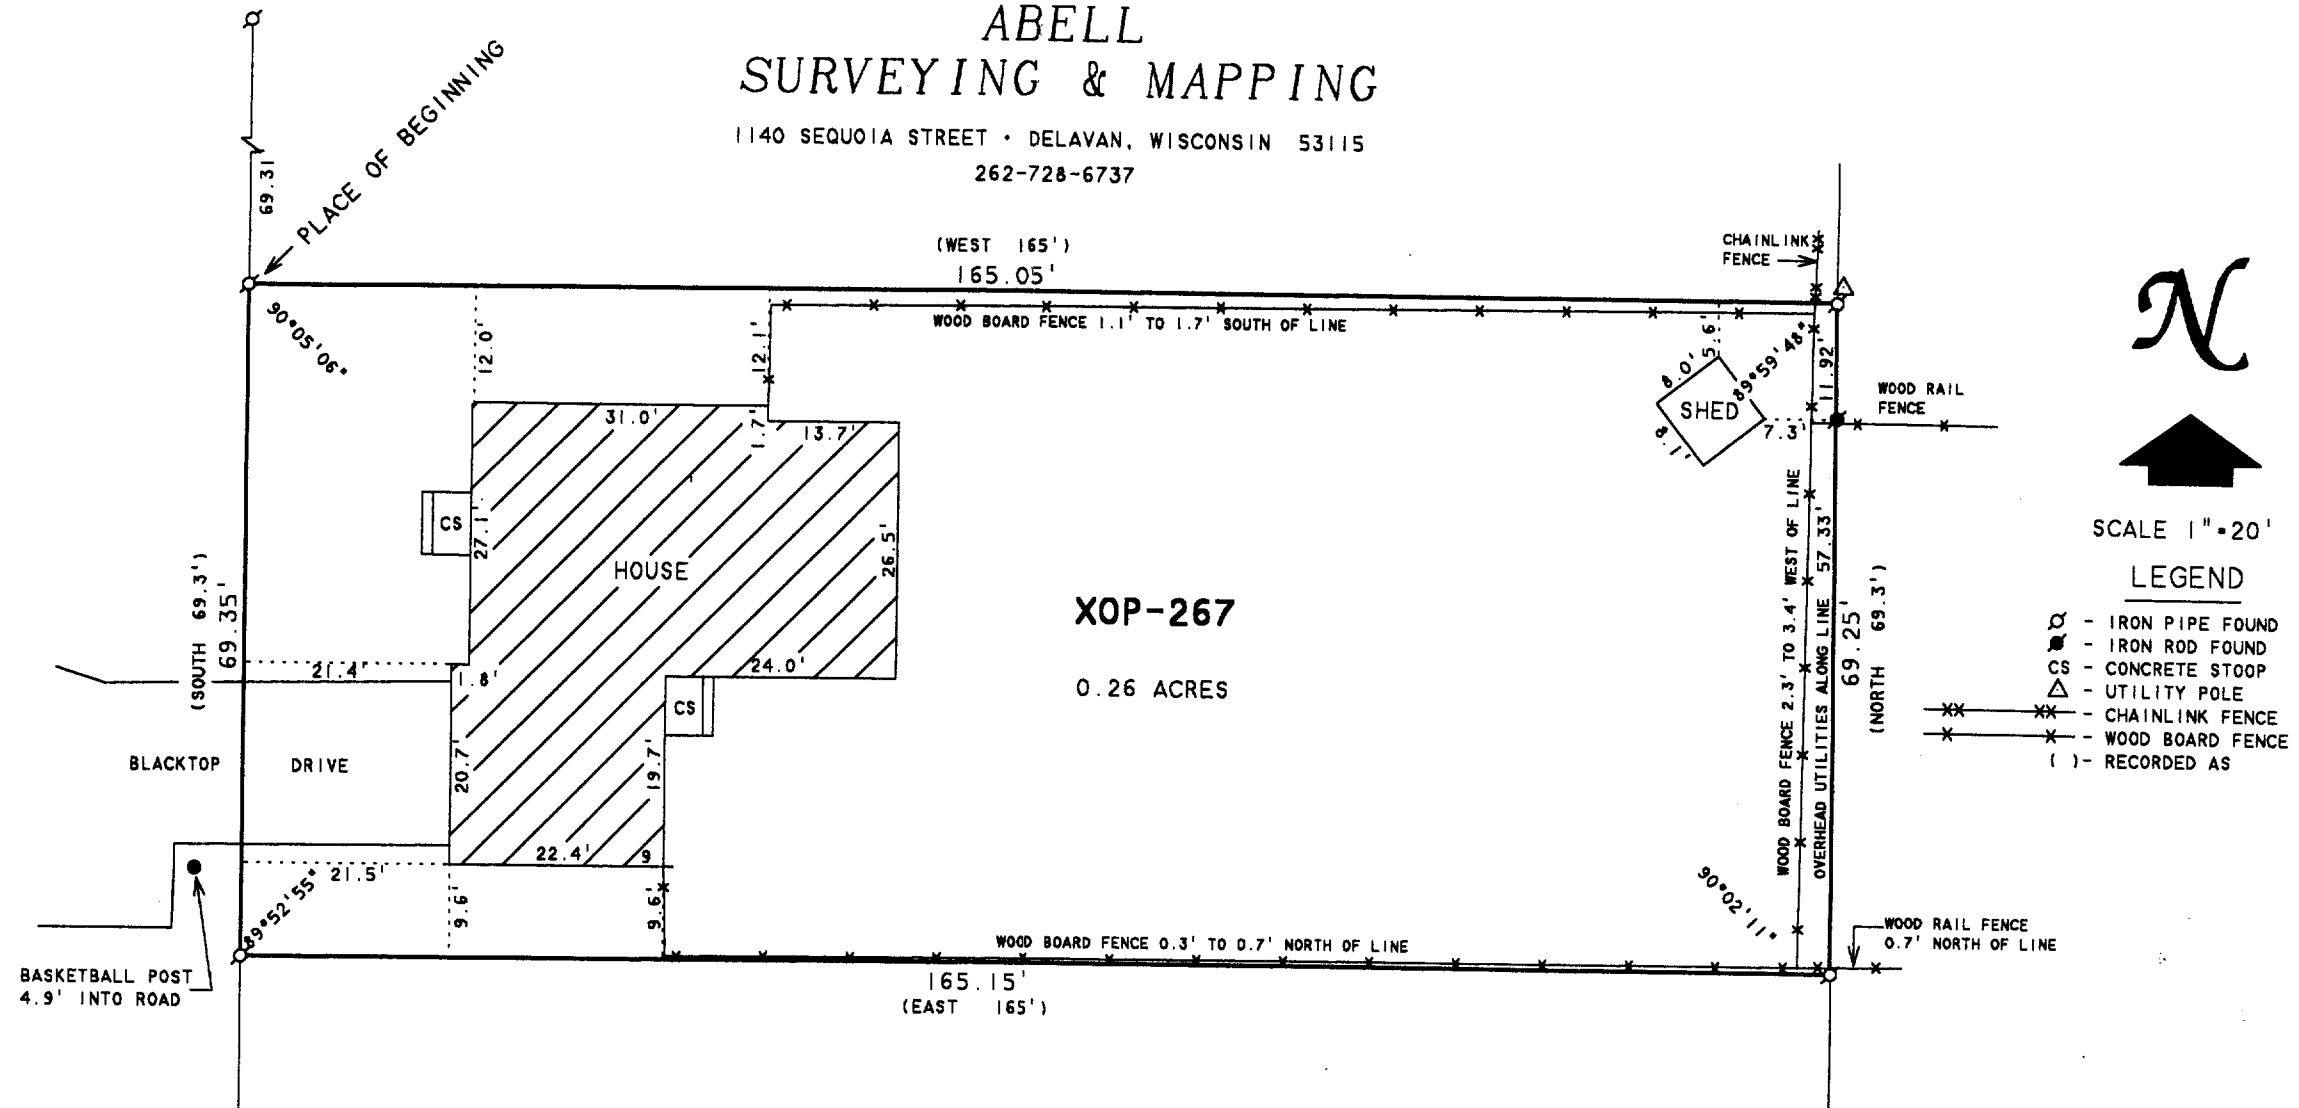 ABELL
SURVEYING & MAPPING
1140 SEQUOIA STREET • DELAVAN, WISCONSIN 53115
262-728-6737
69.31
PLACE OF BEGINNING
(WEST 165')
165.05'
CHAINLINK
FENCE
WOOD BOARD FENCE 1.1' TO 1.7' SOUTH OF LINE
90°05'06"
12.0'
12.1'
5.6'
89°59'48"
11.92'
8.0'
SHED
8.1'
7.3'
WOOD RAIL
FENCE
N
31.0'
1.7'
13.7'
CS
27.1'
HOUSE
26.5'
XOP-267
0.26 ACRES
(SOUTH 69.3')
69.35'
21.4'
1.8'
24.0'
CS
BLACKTOP DRIVE
20.7'
19.7'
22.4'
9
21.5'
89°52'55"
9.6'
9.6'
BASKETBALL POST
4.9' INTO ROAD
WOOD BOARD FENCE 2.3' TO 3.4' WEST OF LINE
OVERHEAD UTILITIES ALONG LINE 57.33'
69.25'
(NORTH 69.3')
90°02'11"
WOOD BOARD FENCE 0.3' TO 0.7' NORTH OF LINE
165.15'
(EAST 165')
WOOD RAIL FENCE
0.7' NORTH OF LINE
SCALE 1"=20'
LEGEND
- IRON PIPE FOUND
- IRON ROD FOUND
CS - CONCRETE STOOP
- UTILITY POLE
- CHAINLINK FENCE
- WOOD BOARD FENCE
( )- RECORDED AS